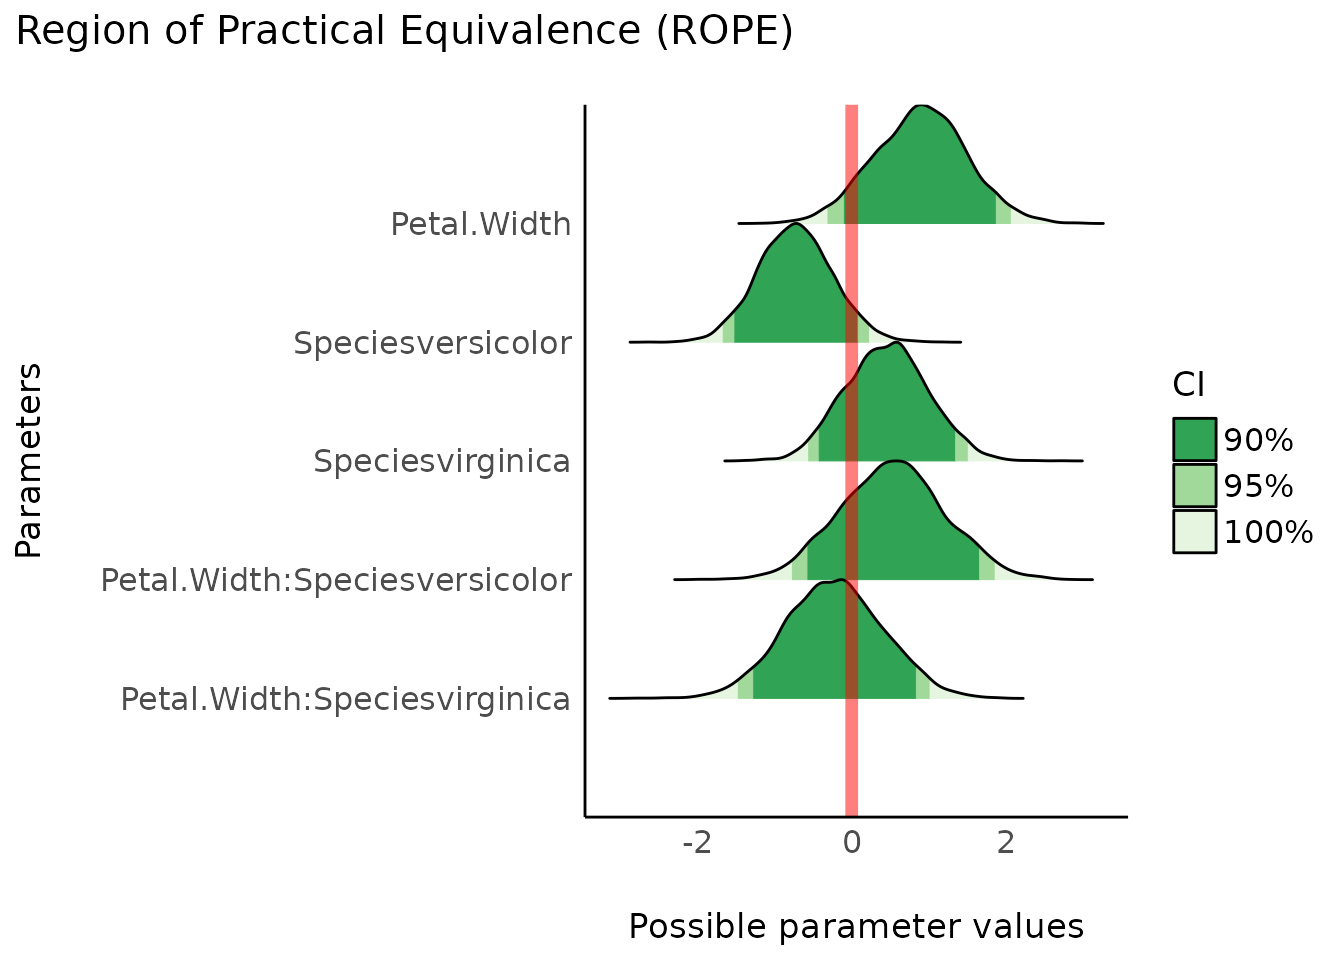 Region of Practical Equivalence (ROPE)
Parameters
Petal.Width
Speciesversicolor
Speciesvirginica
Petal.Width:Speciesversicolor
Petal.Width:Speciesvirginica
-2 0 2
Possible parameter values
CI
90%
95%
100%